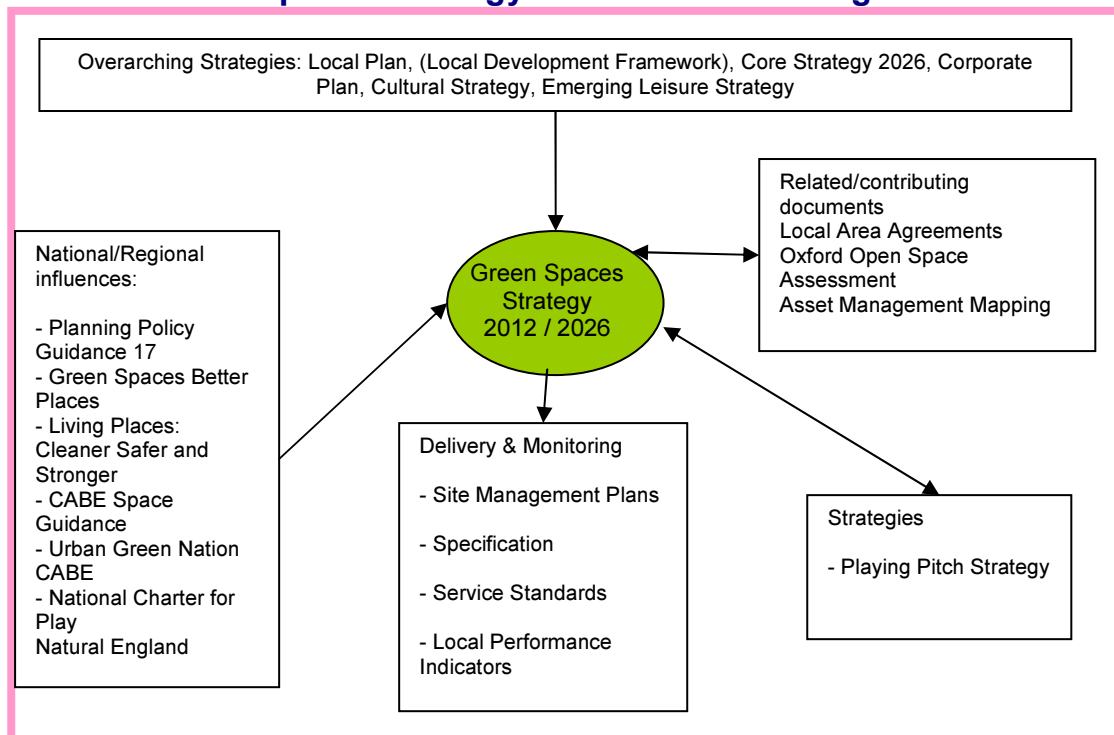 Overarching Strategies: Local Plan, (Local Development Framework), Core Strategy 2026, Corporate
Plan, Cultural Strategy, Emerging Leisure Strategy
Related/contributing
documents
Local Area Agreements
Oxford Open Space
Assessment
Asset Management Mapping
National/Regional
influences:
- Planning Policy
Guidance 17
- Green Spaces Better
Places
- Living Places:
Cleaner Safer and
Stronger
- CABE Space
Guidance
- Urban Green Nation
CABE
- National Charter for
Play
Natural England
Green Spaces
Strategy
2012 / 2026
Delivery & Monitoring
- Site Management Plans
- Specification
- Service Standards
- Local Performance
Indicators
Strategies
- Playing Pitch Strategy